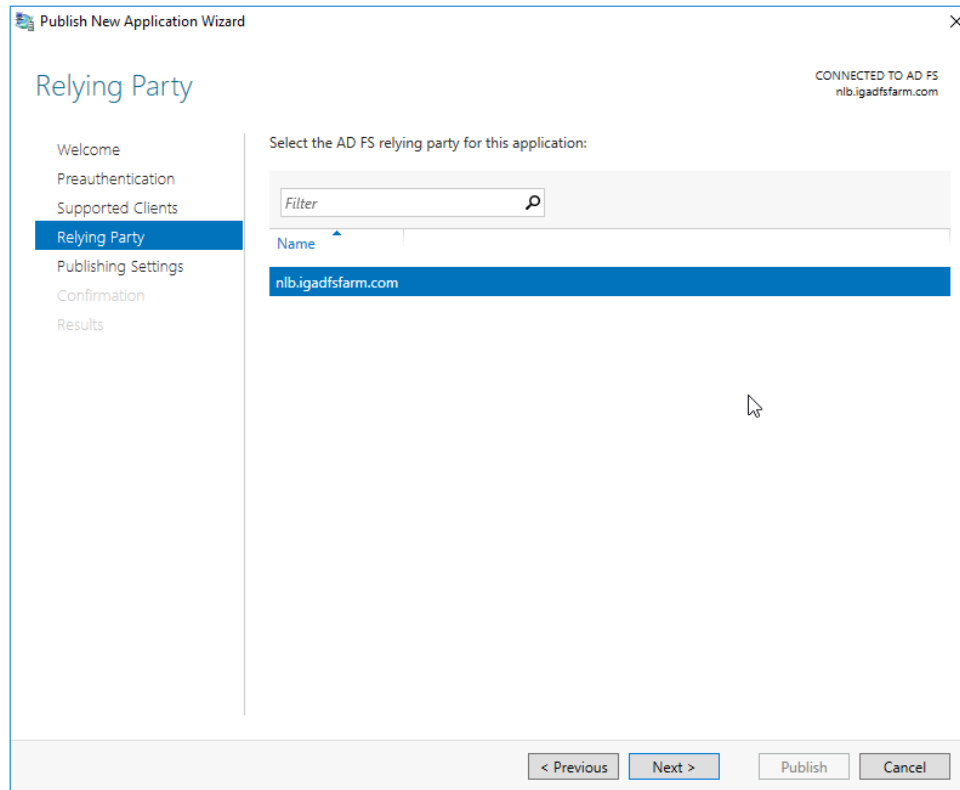 Publish New Application Wizard
Relying Party
CONNECTED TO AD FS
nlb.igadfsfarm.com
Welcome
Preauthentication
Supported Clients
Relying Party
Publishing Settings
Confirmation
Results
Select the AD FS relying party for this application:
Filter
Name
nlb.igadfsfarm.com
< Previous
Next >
Publish
Cancel